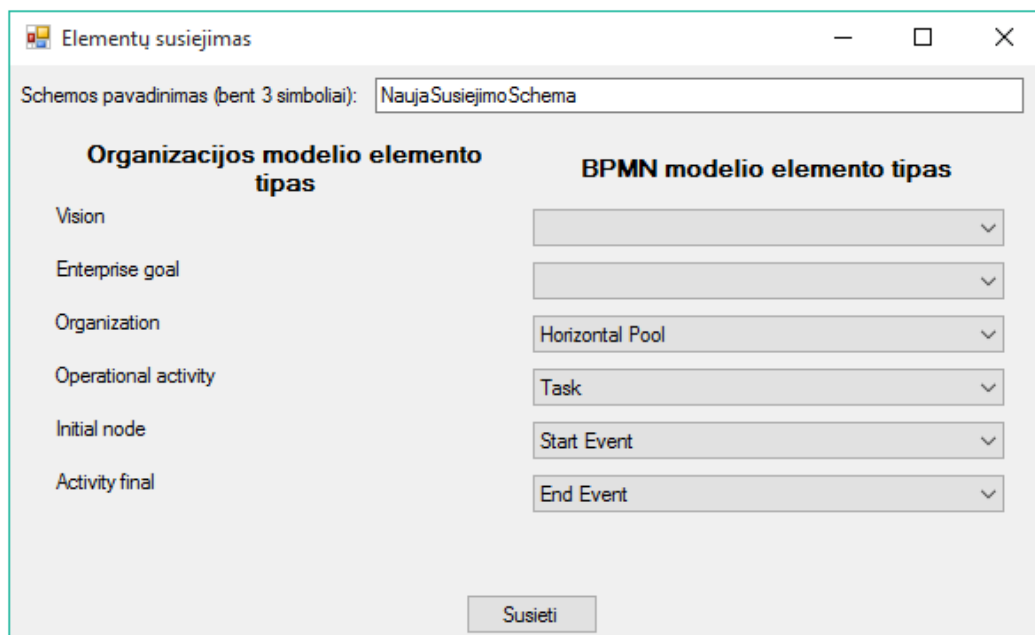 Elementų susiejimas
Schemos pavadinimas (bent 3 simboliai): NaujaSusiejimoSchema
Organizacijos modelio elemento
tipas
BPMN modelio elemento tipas
Vision
Enterprise goal
Organization Horizontal Pool
Operational activity Task
Initial node Start Event
Activity final End Event
Susieti